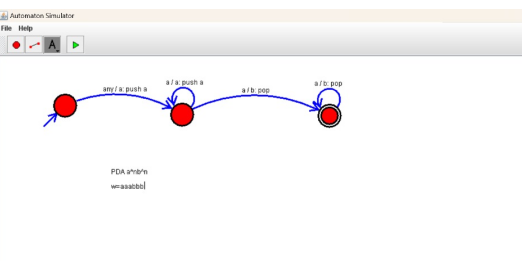 Automaton Simulator
File Help
A
any / a: push a
a / a: push a
a / b: pop
a / b: pop
PDA a^nb^n
w=aaabbb